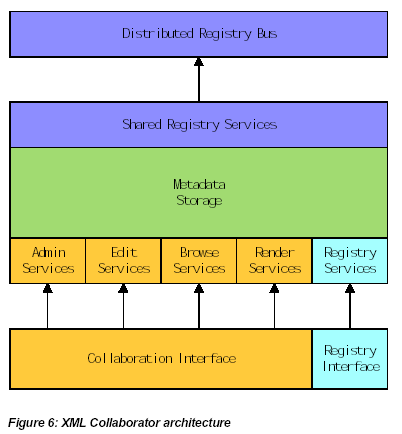 Distributed Registry Bus
Shared Registry Services
Metadata
Storage
Admin
Services
Edit
Services
Browse
Services
Render
Services
Registry
Services
Collaboration Interface
Registry
Interface
Figure 6: XML Collaborator architecture